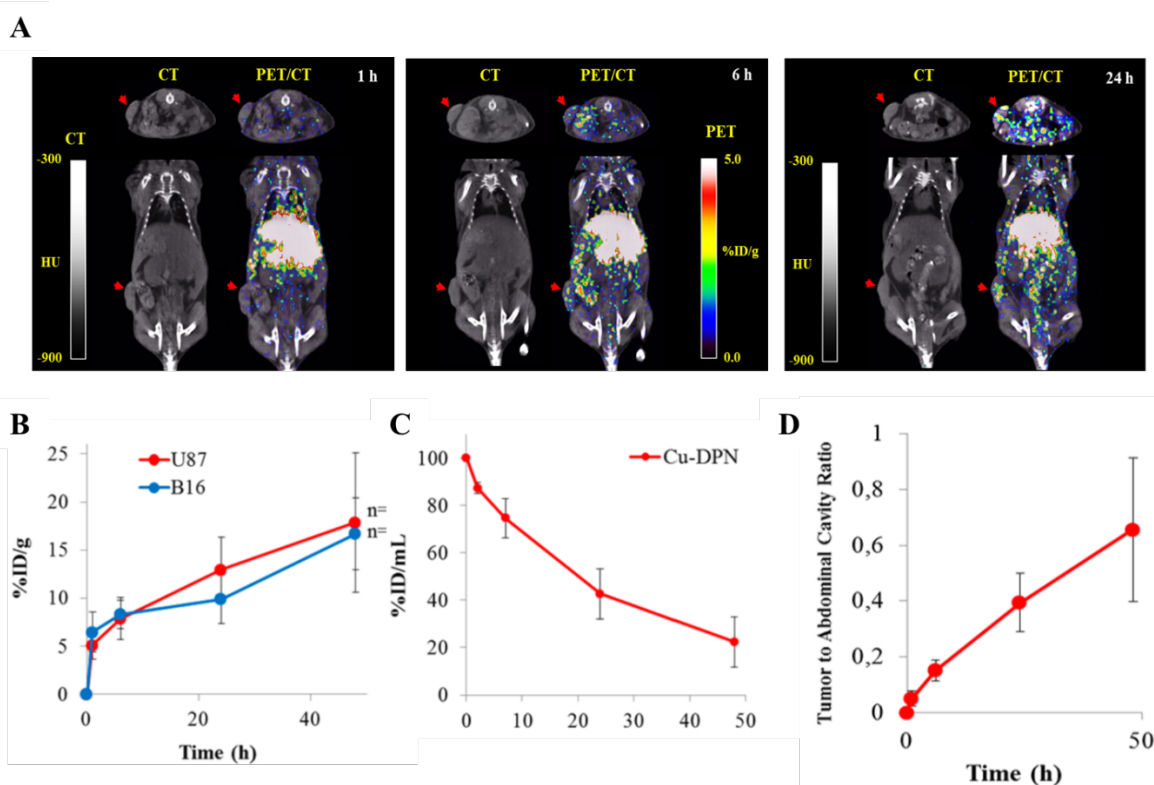 A
CT PET/CT 1 h
CT PET/CT 6 h
CT PET/CT 24 h
CT
-300
HU
-900
PET
5.0
%ID/g
0.0
-300
HU
-900
B
25
20
15
10
5
0
%ID/g
U87
B16
n=
n=
0 20 40
Time (h)
C
100
80
60
40
20
0
%ID/mL
Cu-DPN
0 10 20 30 40 50
D
1
0,8
0,6
0,4
0,2
0
Tumor to Abdominal Cavity Ratio
0 50
Time (h)